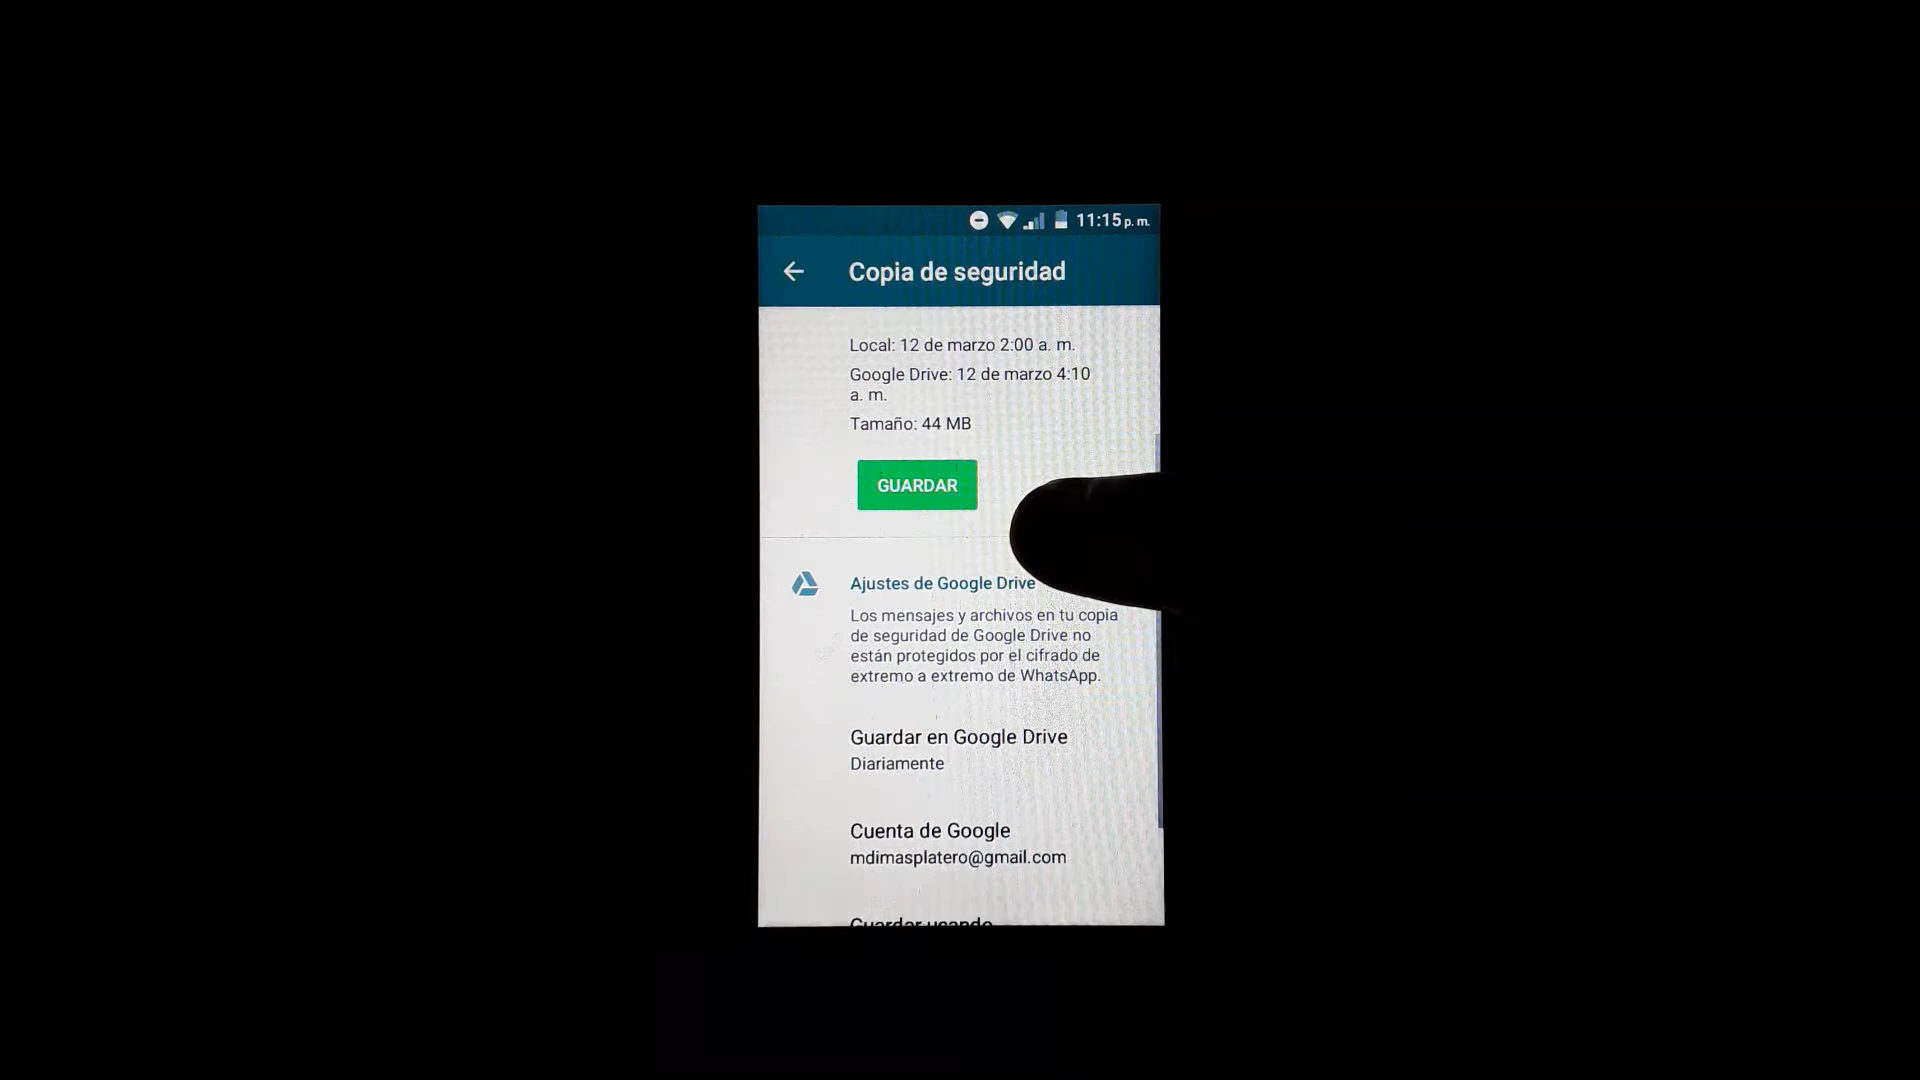 11:15 p. m.
Copia de seguridad
Local: 12 de marzo 2:00 a. m.
Google Drive: 12 de marzo 4:10
a. m.
Tamaño: 44 MB
GUARDAR
Ajustes de Google Drive
Los mensajes y archivos en tu copia
de seguridad de Google Drive no
están protegidos por el cifrado de
extremo a extremo de WhatsApp.
Guardar en Google Drive
Diariamente
Cuenta de Google
mdimasplatero@gmail.com
Guardar usando